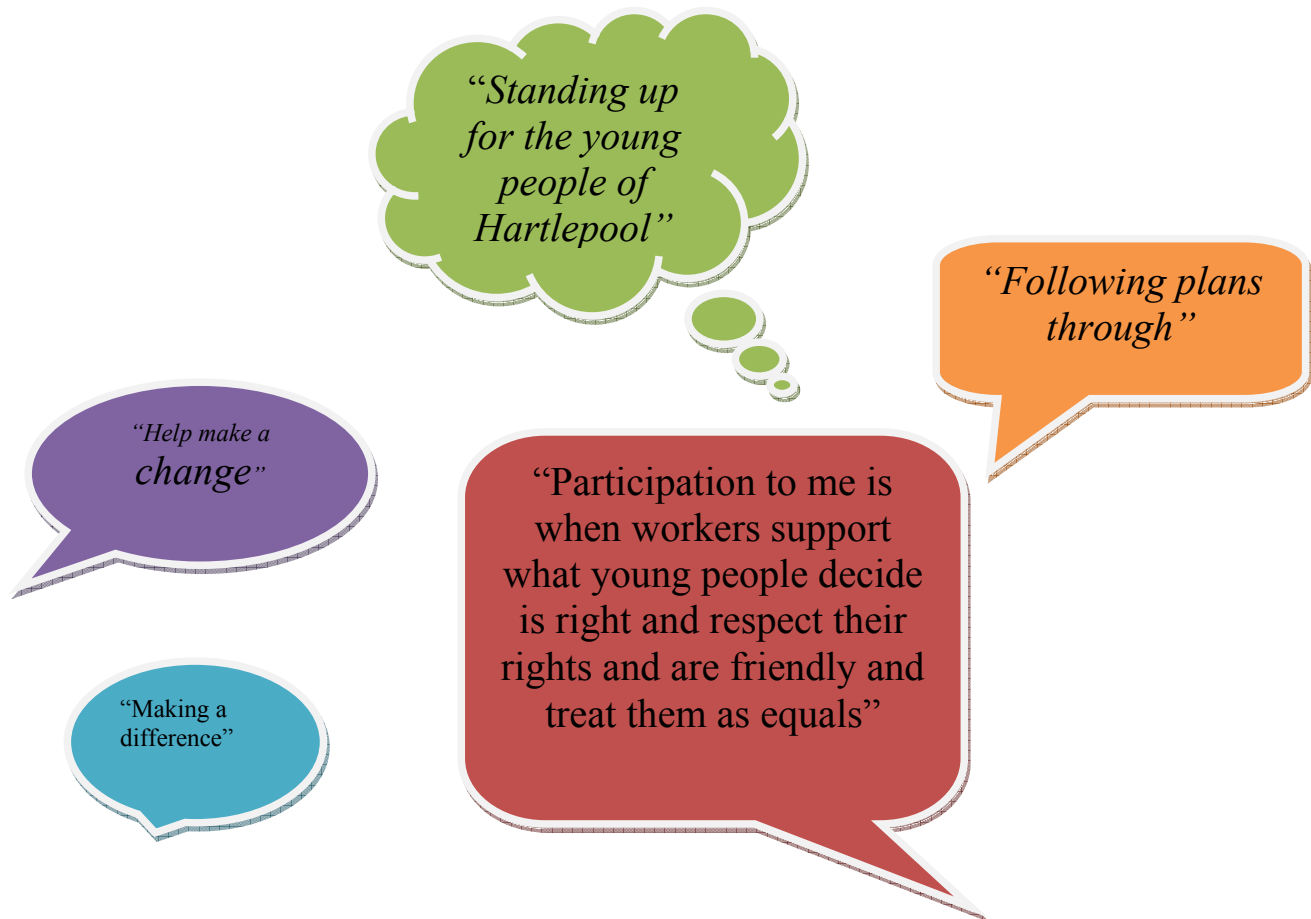 “Standing up
for the young
people of
Hartlepool”
“Following plans
through”
“Help make a
change”
“Participation to me is
when workers support
what young people decide
is right and respect their
rights and are friendly and
treat them as equals”
“Making a
difference”